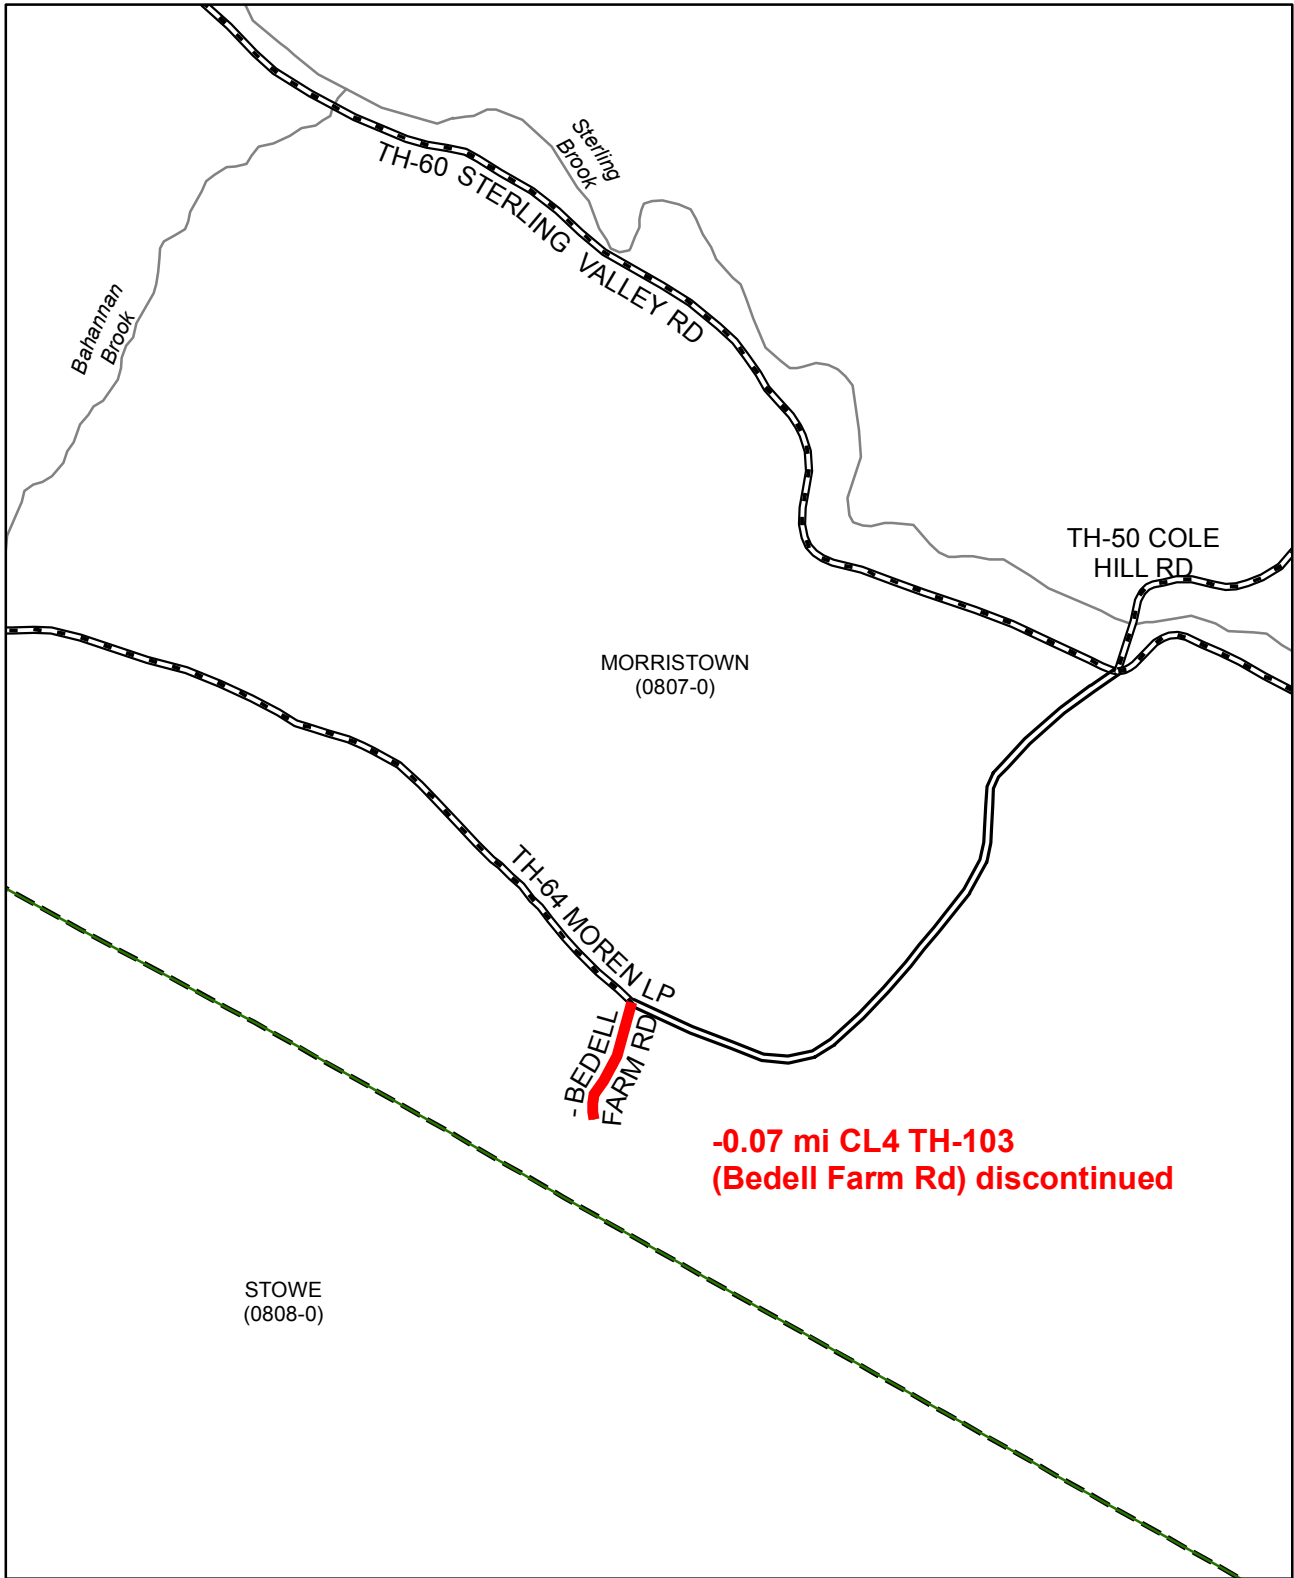 Sterling
Brook
TH-60 STERLING VALLEY RD
Bahannan
Brook
TH-50 COLE
HILL RD
MORRISTOWN
(0807-0)
TH-64 MOREN LP
- BEDELL
FARM RD
-0.07 mi CL4 TH-103
(Bedell Farm Rd) discontinued
STOWE
(0808-0)